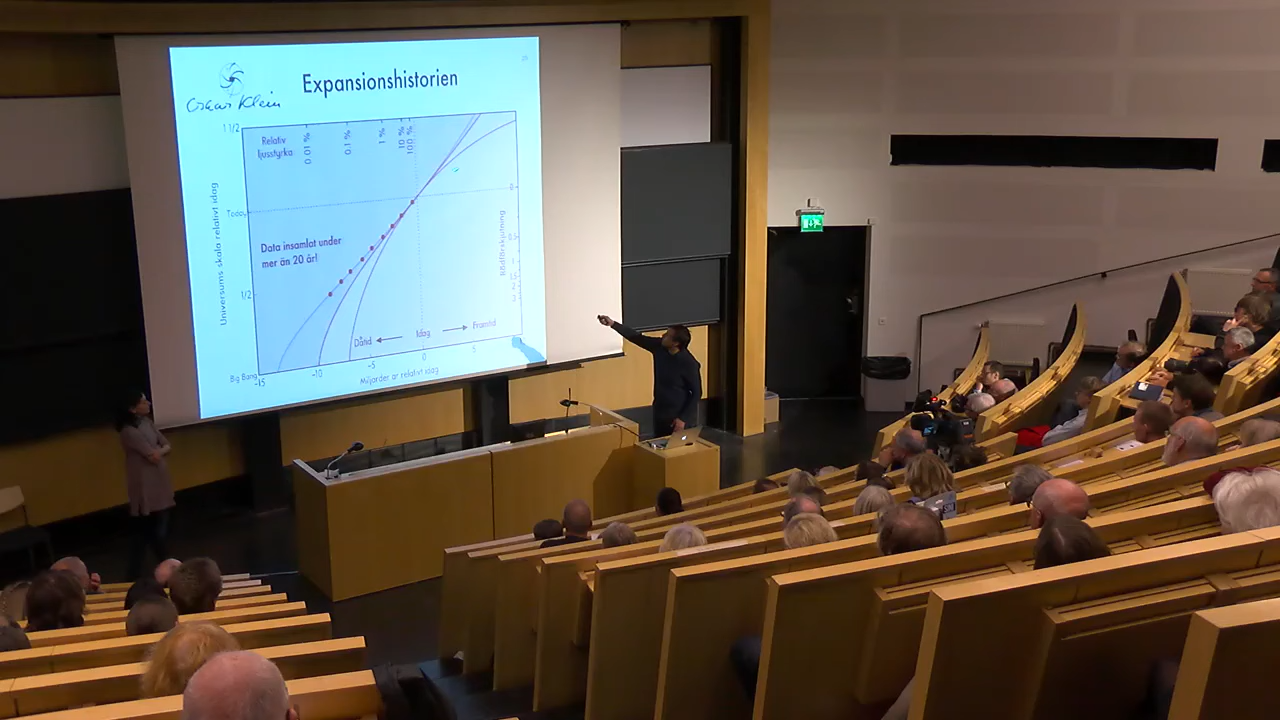 Expansionshistorien
Oskar Klein
1 1/2
Relativ
ljusstyrka
0.01 %
0.1 %
1 %
10 %
100 %
Universums skala relativt idag
Today
0
Data insamlat under
mer än 20 år!
Rödförskjutning
0.5
1
1.5
2
3
1/2
Dåtid
Idag
Framtid
Big Bang
-15
-10
-5
0
5
Miljarder år relativt idag